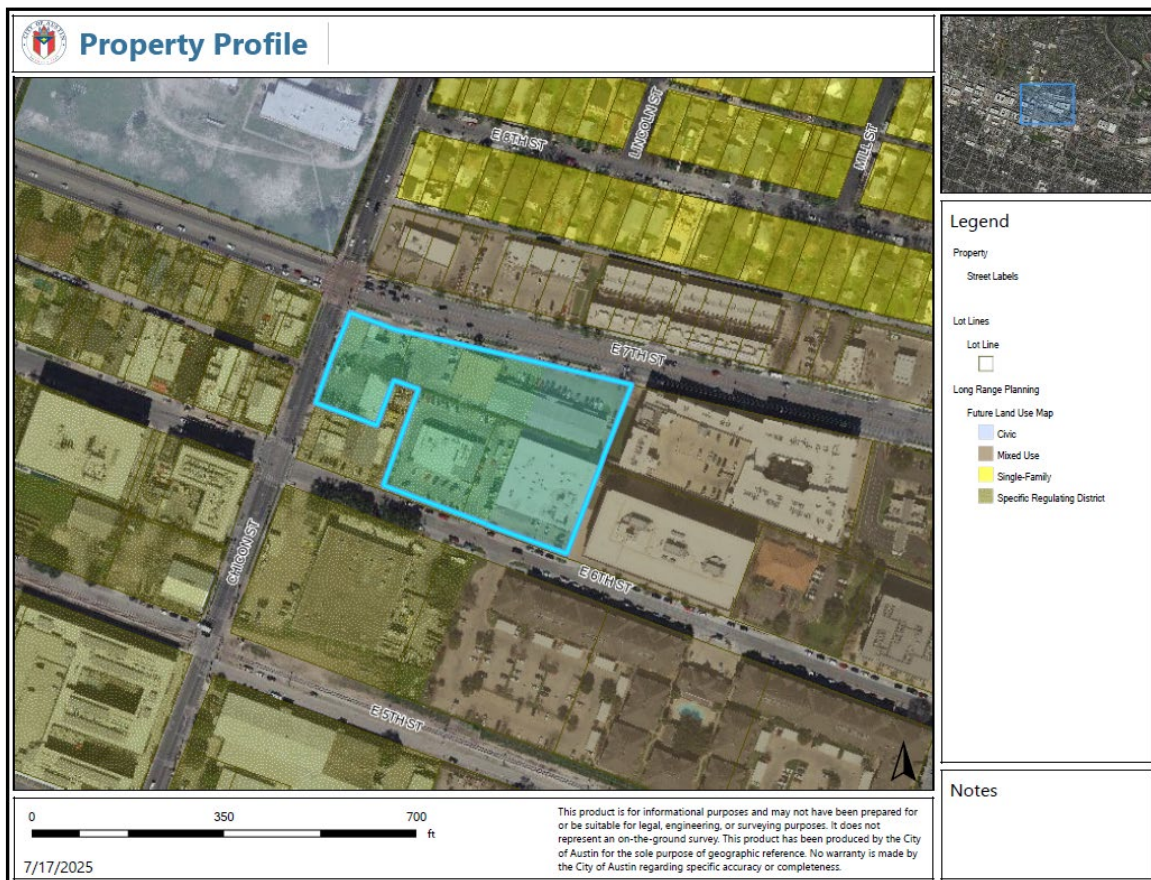 CITY OF AUSTIN
Property Profile
E 8TH ST
LINCOLN ST
MILL ST
E 7TH ST
CHICON ST
E 6TH ST
E 5TH ST
Legend
Property
Street Labels
Lot Lines
Lot Line
Long Range Planning
Future Land Use Map
Civic
Mixed Use
Single-Family
Specific Regulating District
Notes
0 350 700
ft
7/17/2025
This product is for informational purposes and may not have been prepared for
or be suitable for legal, engineering, or surveying purposes. It does not
represent an on-the-ground survey. This product has been produced by the City
of Austin for the sole purpose of geographic reference. No warranty is made by
the City of Austin regarding specific accuracy or completeness.